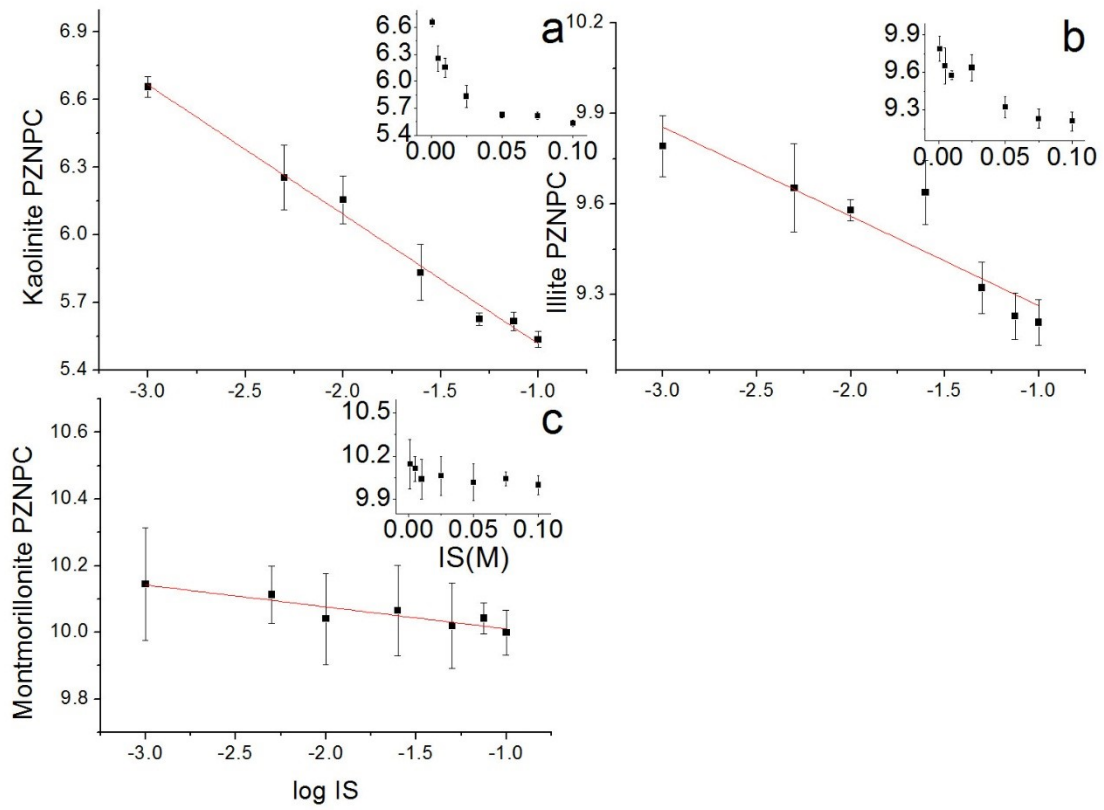 a
Kaolinite PZNPC
6.9
6.6
6.3
6.0
5.7
5.4
-3.0 -2.5 -2.0 -1.5 -1.0
6.6
6.3
6.0
5.7
5.4
0.00 0.05 0.10
b
Illite PZNPC
10.2
9.9
9.6
9.3
-3.0 -2.5 -2.0 -1.5 -1.0
9.9
9.6
9.3
0.00 0.05 0.10
c
Montmorillonite PZNPC
10.6
10.4
10.2
10.0
9.8
-3.0 -2.5 -2.0 -1.5 -1.0
log IS
10.5
10.2
9.9
0.00 0.05 0.10
IS(M)